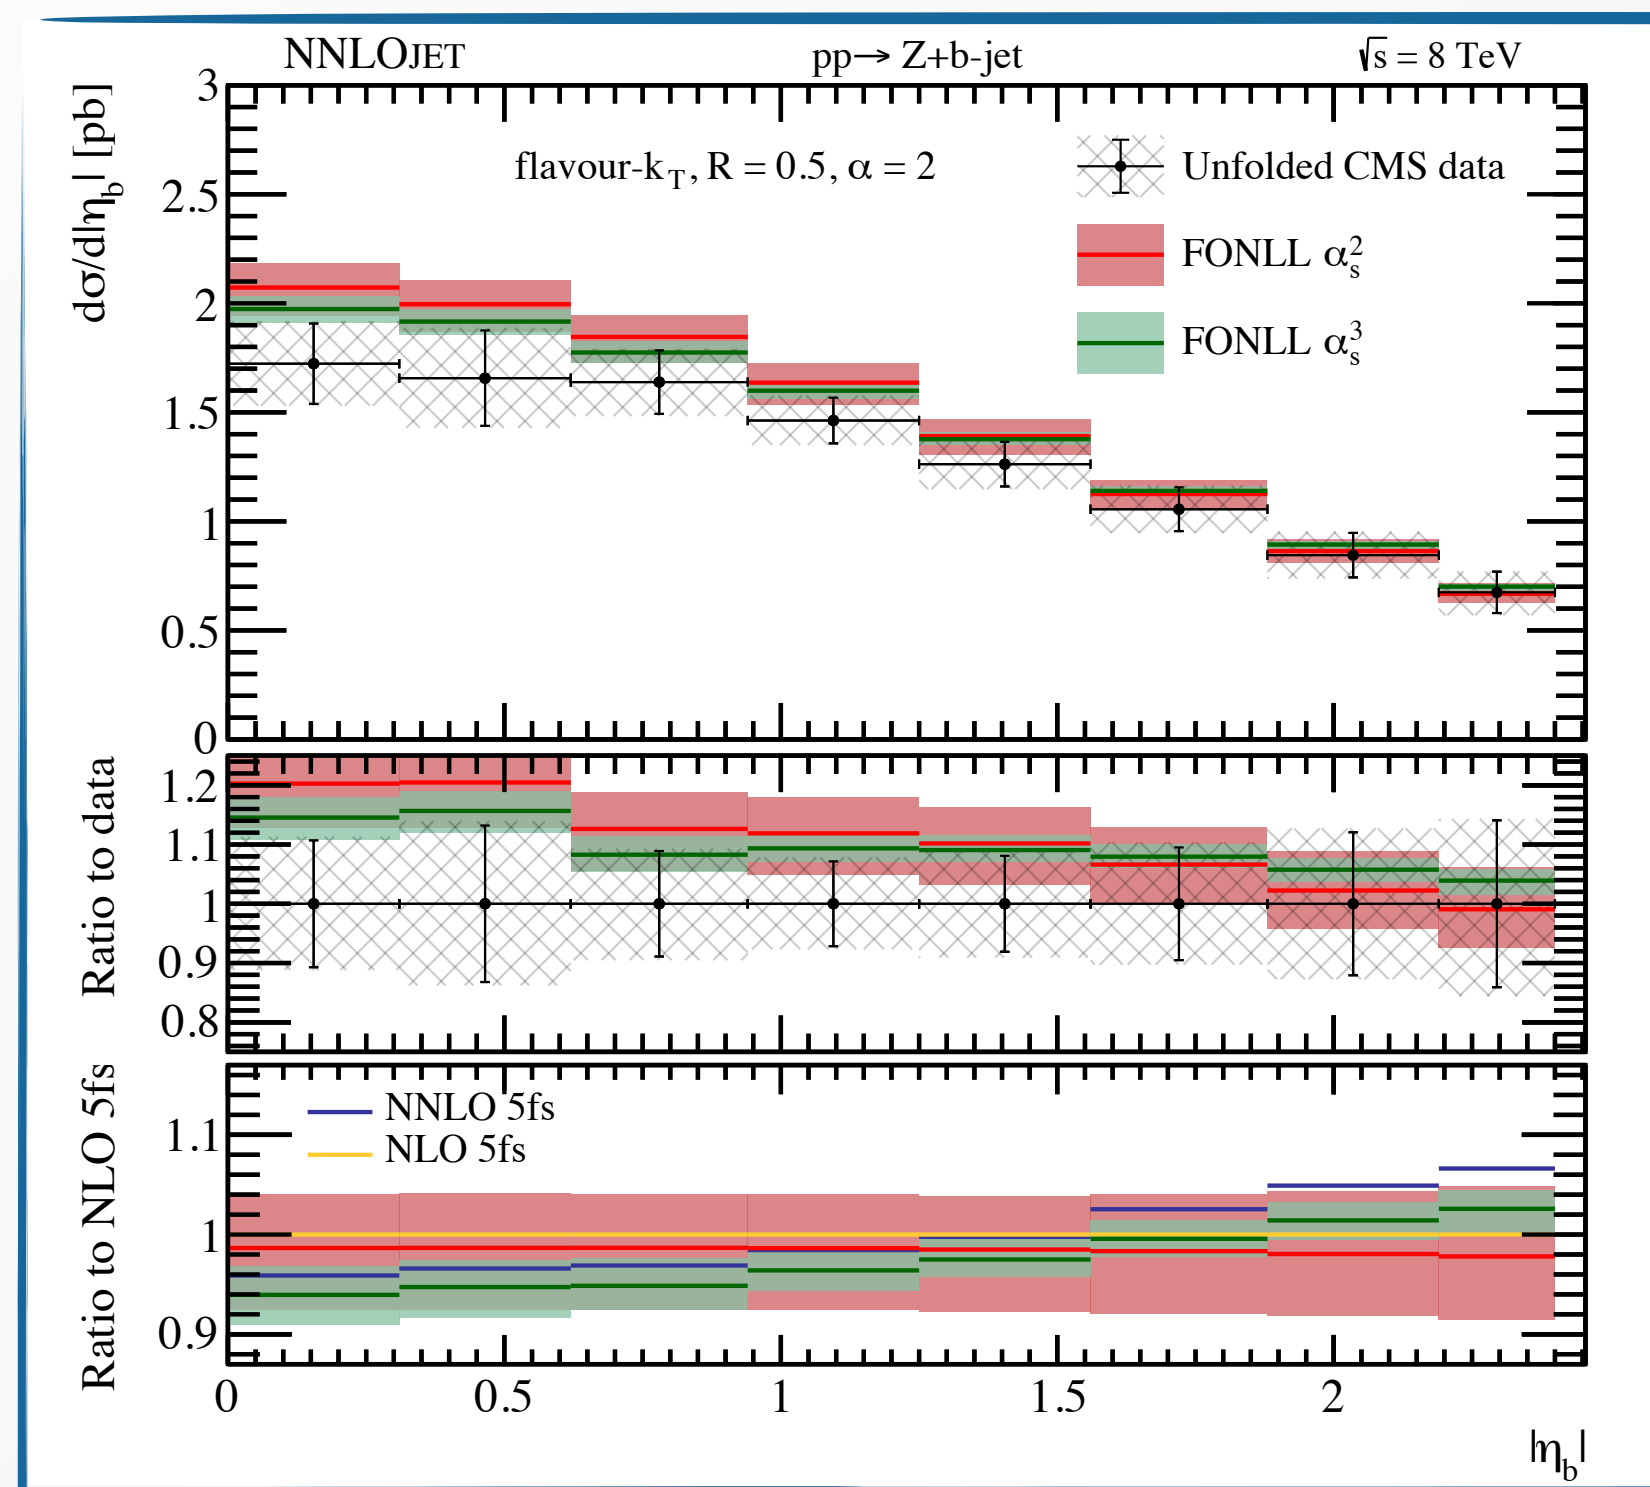 NNLOJET pp→ Z+b-jet √s = 8 TeV
dσ/d|η_b| [pb]
3
2.5
2
1.5
1
0.5
0
flavour-k_T, R = 0.5, α = 2
Unfolded CMS data
FONLL α_s^2
FONLL α_s^3
Ratio to data
1.2
1.1
1
0.9
0.8
Ratio to NLO 5fs
1.1
1
0.9
NNLO 5fs
NLO 5fs
0 0.5 1 1.5 2
|η_b|